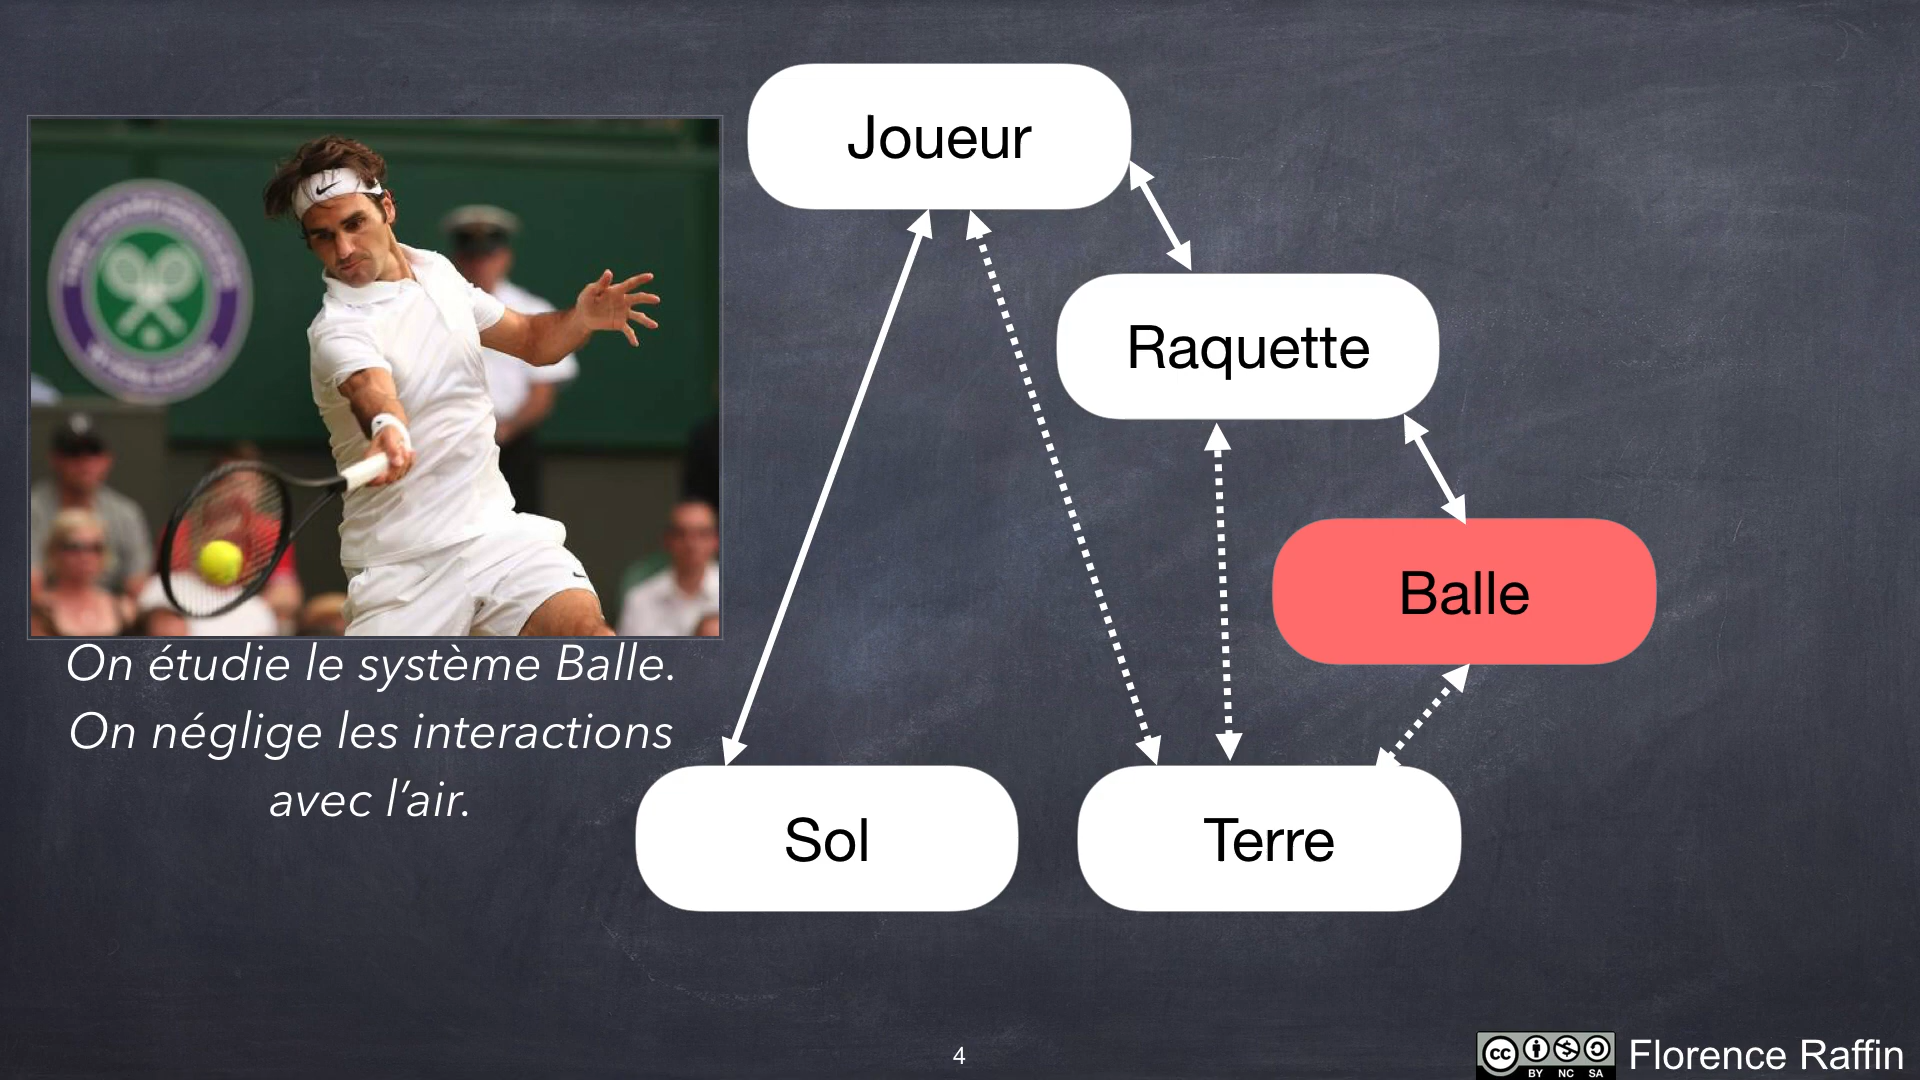 Joueur
Raquette
Balle
On étudie le système Balle.
On néglige les interactions
avec l’air.
Sol
Terre
4
cc
BY NC SA
Florence Raffin